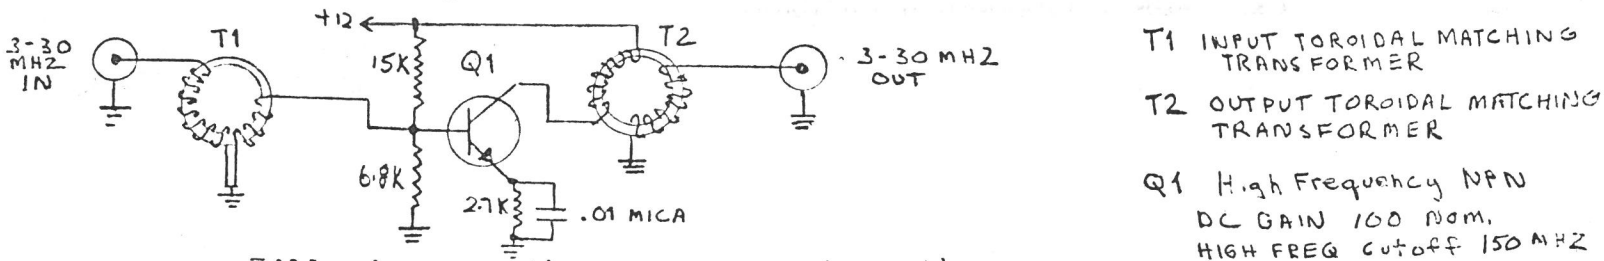 3-30
MHZ
IN
T1
+12
15K
Q1
6.8K
2.7K
.01 MICA
T2
3-30 MHZ
OUT
T1 INPUT TOROIDAL MATCHING
TRANSFORMER
T2 OUTPUT TOROIDAL MATCHING
TRANSFORMER
Q1 High Frequency NPN
DC GAIN 100 Nom.
HIGH FREQ Cutoff 150 MHZ